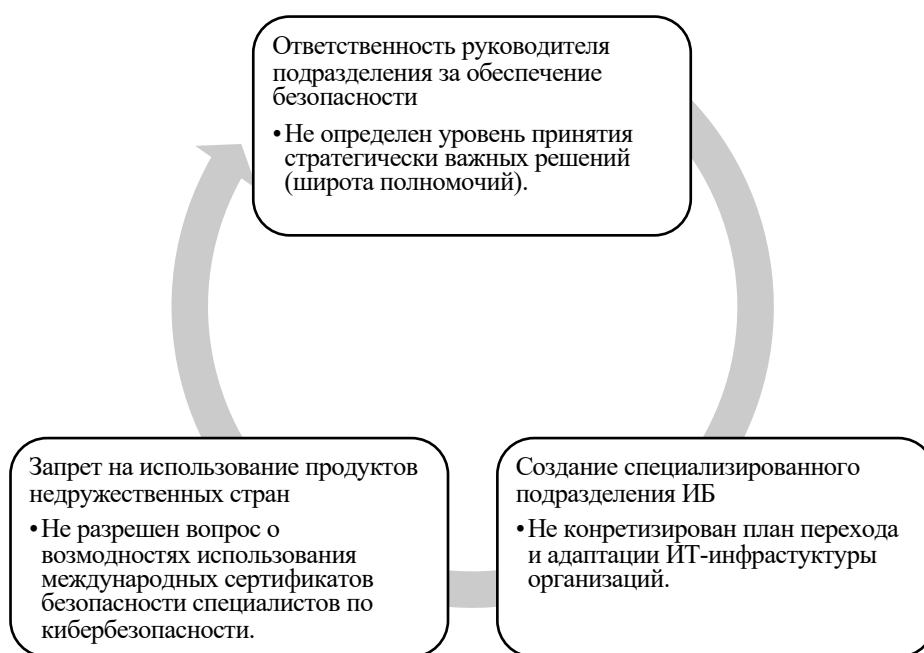 Ответственность руководителя
подразделения за обеспечение
безопасности
•Не определен уровень принятия
стратегически важных решений
(широта полномочий).
Запрет на использование продуктов
недружественных стран
•Не разрешен вопрос о
возмодностях использования
международных сертификатов
безопасности специалистов по
кибербезопасности.
Создание специализированного
подразделения ИБ
•Не конретизирован план перехода
и адаптации ИТ-инфрастуктуры
организаций.